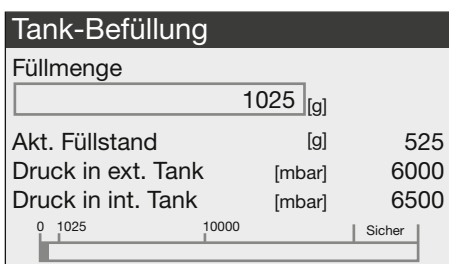 Tank-Befüllung
Füllmenge
1025 [g]
Akt. Füllstand [g] 525
Druck in ext. Tank [mbar] 6000
Druck in int. Tank [mbar] 6500
0 1025 10000 Sicher